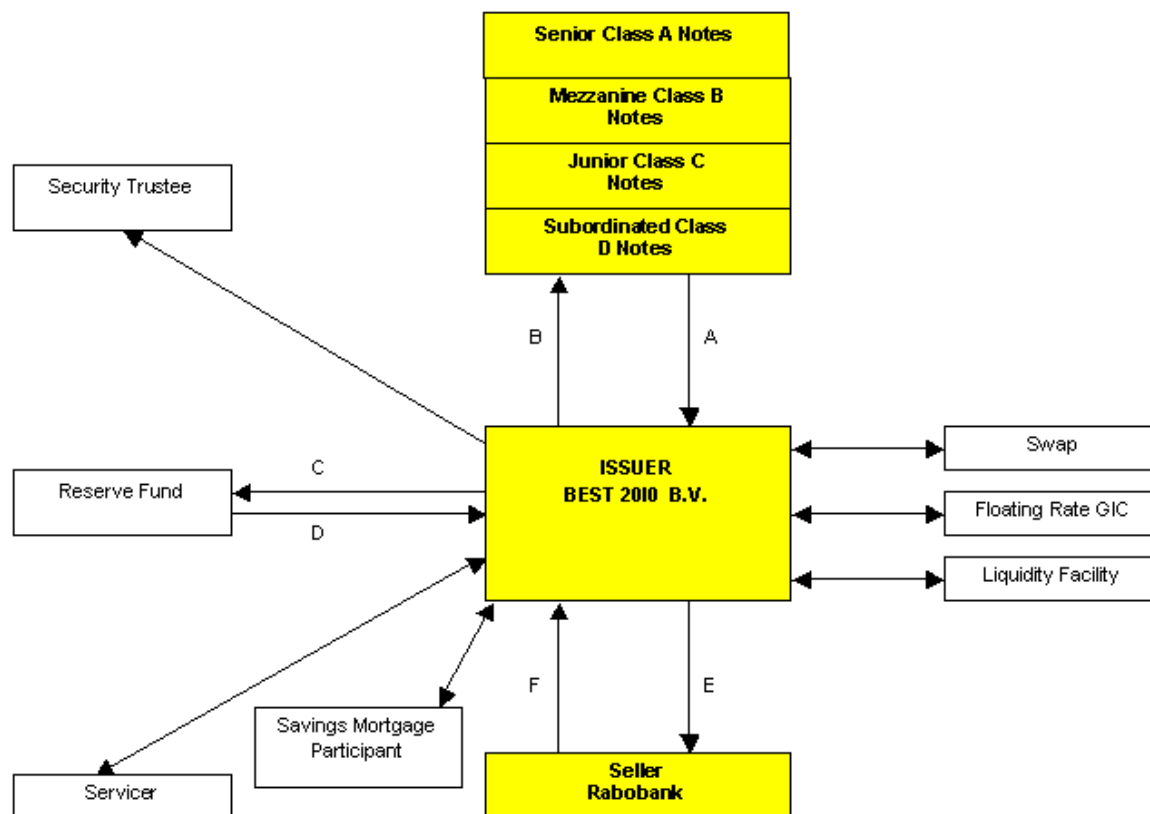 Senior Class A Notes
Mezzanine Class B
Notes
Junior Class C
Notes
Subordinated Class
D Notes
Security Trustee
B
A
ISSUER
BEST 2010 B.V.
Swap
C
Reserve Fund
D
Floating Rate GIC
Liquidity Facility
F
E
Savings Mortgage
Participant
Servicer
Seller
Rabobank